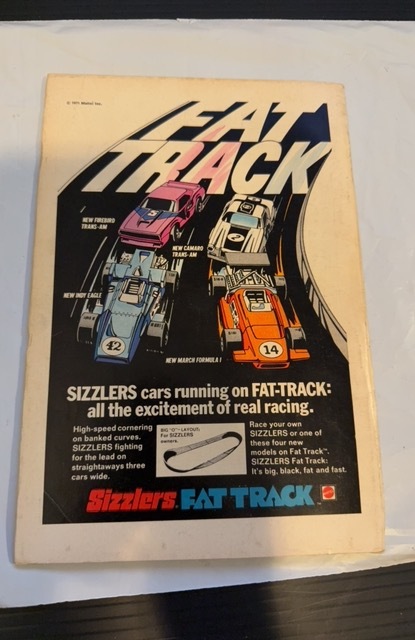 © 1971 Mattel Inc.
FAT
TRACK
NEW FIREBIRD
TRANS-AM
NEW CAMARO
TRANS-AM
NEW INDY EAGLE
42
14
NEW MARCH FORMULA I
SIZZLERS cars running on FAT-TRACK:
all the excitement of real racing.
High-speed cornering
on banked curves.
SIZZLERS fighting
for the lead on
straightaways three
cars wide.
BIG "O"-LAYOUT:
For SIZZLERS
owners.
Race your own
SIZZLERS or one of
these four new
models on Fat Track™.
SIZZLERS Fat Track:
It's big, black, fat and fast.
Sizzlers FAT TRACK